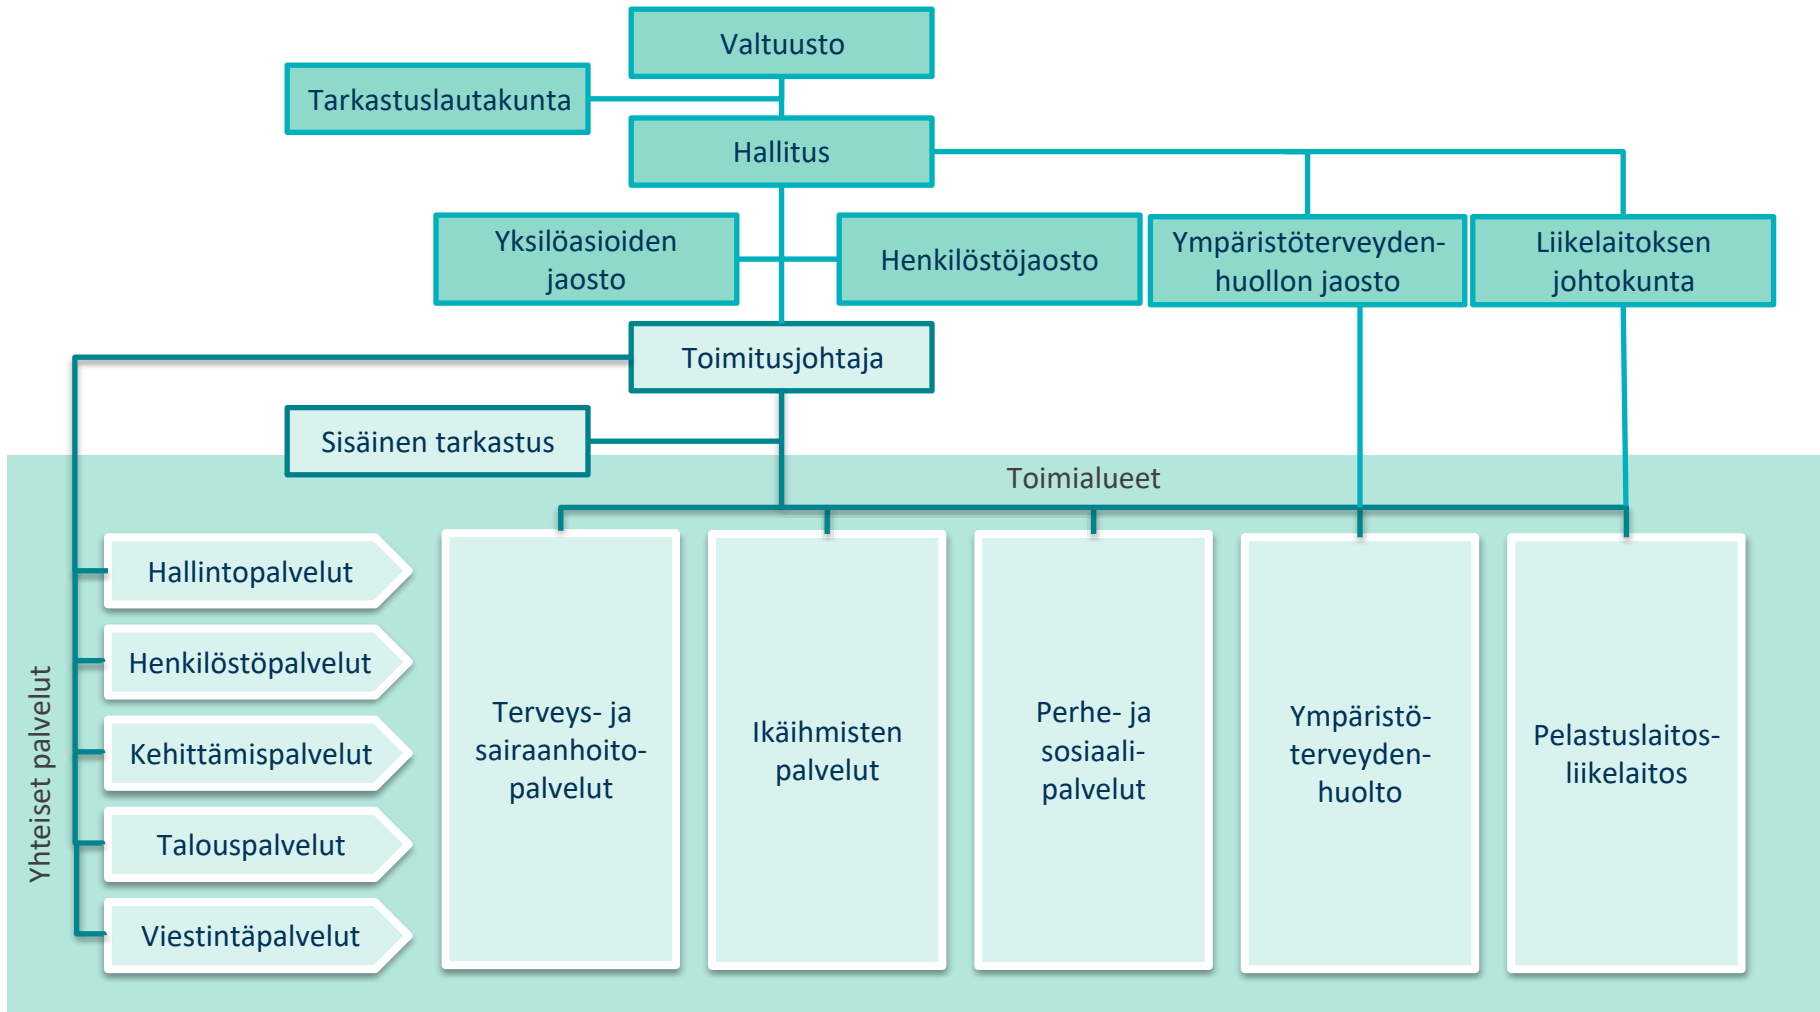 Valtuusto
Tarkastuslautakunta
Hallitus
Yksilöasioiden
jaosto
Henkilöstöjaosto
Ympäristöterveyden-
huollon jaosto
Liikelaitoksen
johtokunta
Toimitusjohtaja
Sisäinen tarkastus
Toimialueet
Yhteiset palvelut
Hallintopalvelut
Henkilöstöpalvelut
Kehittämispalvelut
Talouspalvelut
Viestintäpalvelut
Terveys- ja
sairaanhoito-
palvelut
Ikäihmisten
palvelut
Perhe- ja
sosiaali-
palvelut
Ympäristö-
terveyden-
huolto
Pelastuslaitos-
liikelaitos